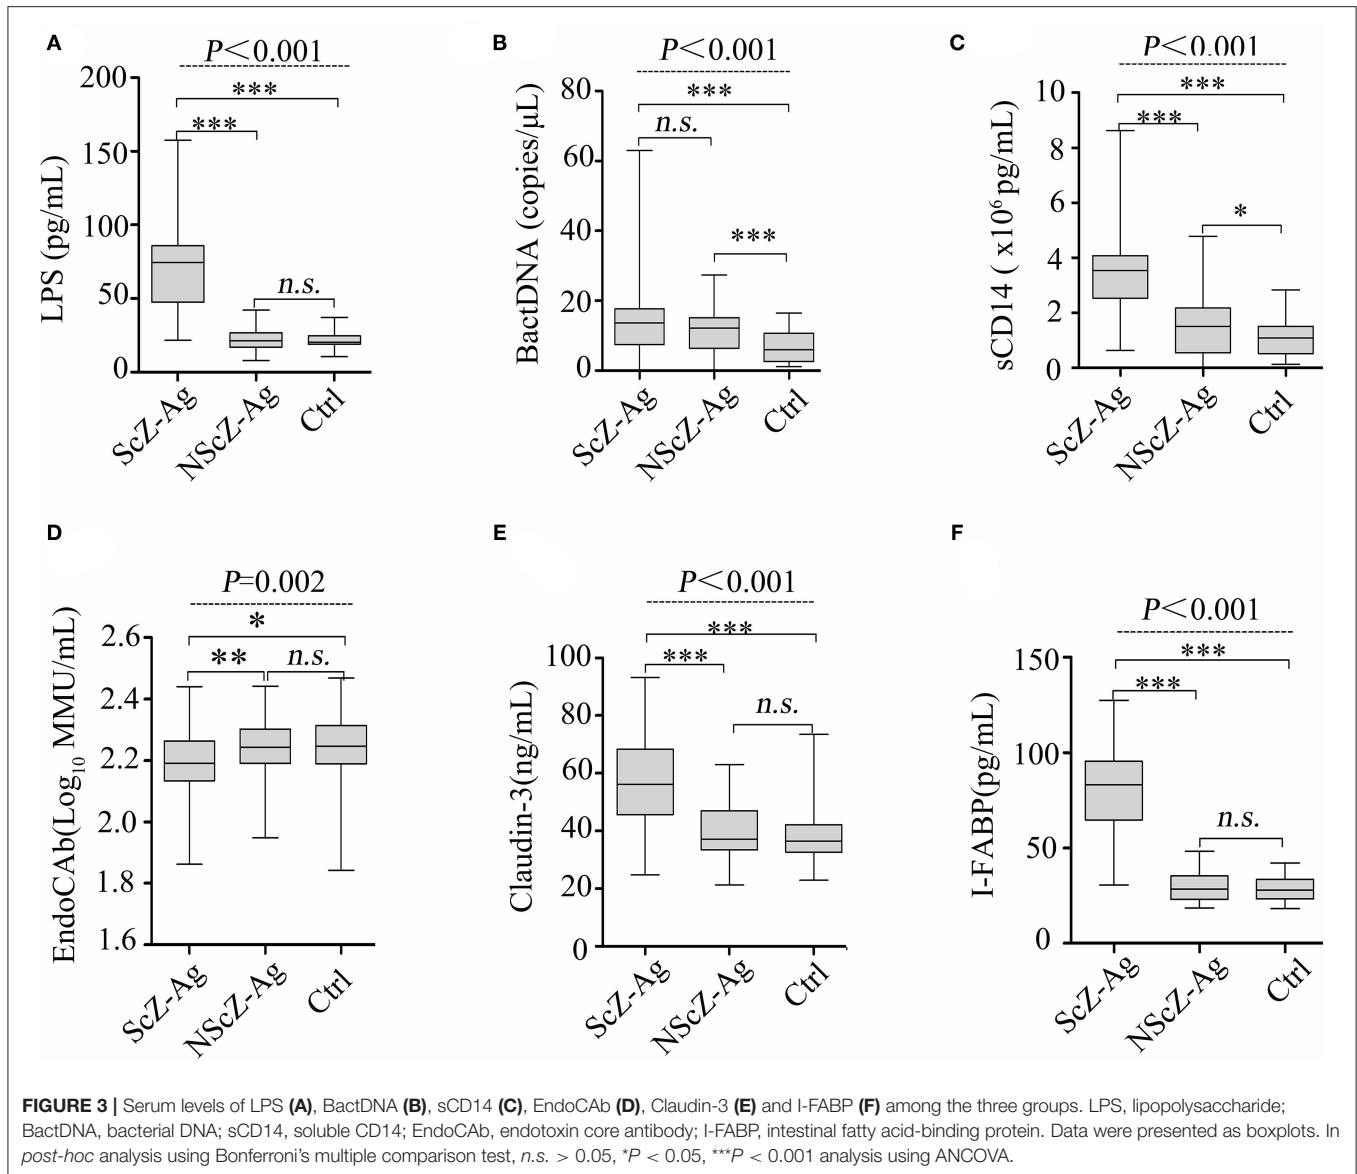 A
P<0.001
200
***
***
150
100
n.s.
50
0
LPS (pg/mL)
ScZ-Ag
NScZ-Ag
Ctrl
B
P<0.001
80
***
n.s.
60
40
***
20
0
BactDNA (copies/μL)
ScZ-Ag
NScZ-Ag
Ctrl
C
P<0.001
10
***
***
8
6
*
4
2
0
sCD14 ( x10⁶ pg/mL)
ScZ-Ag
NScZ-Ag
Ctrl
D
P=0.002
2.6
*
**
n.s.
2.4
2.2
2.0
1.8
1.6
EndoCAb(Log₁₀ MMU/mL)
ScZ-Ag
NScZ-Ag
Ctrl
E
P<0.001
***
100
***
80
n.s.
60
40
20
0
Claudin-3(ng/mL)
ScZ-Ag
NScZ-Ag
Ctrl
F
P<0.001
150
***
***
100
n.s.
50
0
I-FABP(pg/mL)
ScZ-Ag
NScZ-Ag
Ctrl
FIGURE 3 | Serum levels of LPS (A), BactDNA (B), sCD14 (C), EndoCAb (D), Claudin-3 (E) and I-FABP (F) among the three groups. LPS, lipopolysaccharide;
BactDNA, bacterial DNA; sCD14, soluble CD14; EndoCAb, endotoxin core antibody; I-FABP, intestinal fatty acid-binding protein. Data were presented as boxplots. In
post-hoc analysis using Bonferroni's multiple comparison test, n.s. > 0.05, *P < 0.05, ***P < 0.001 analysis using ANCOVA.